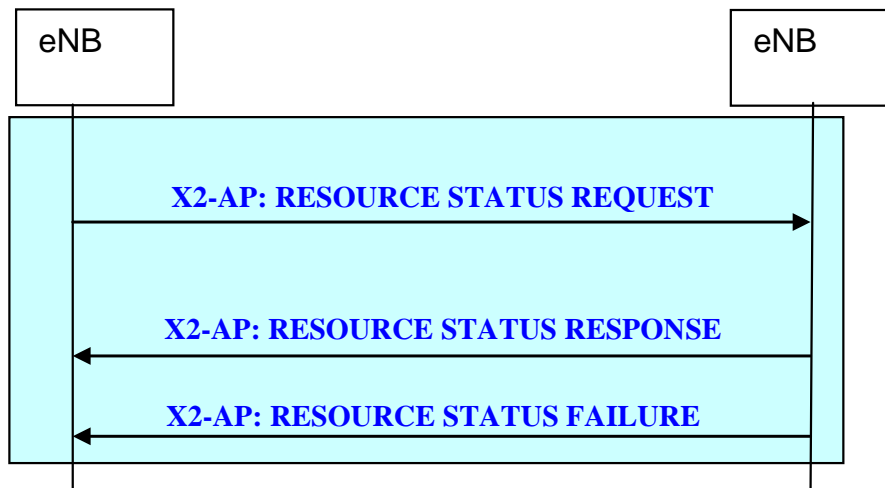 eNB
eNB
X2-AP: RESOURCE STATUS REQUEST
X2-AP: RESOURCE STATUS RESPONSE
X2-AP: RESOURCE STATUS FAILURE